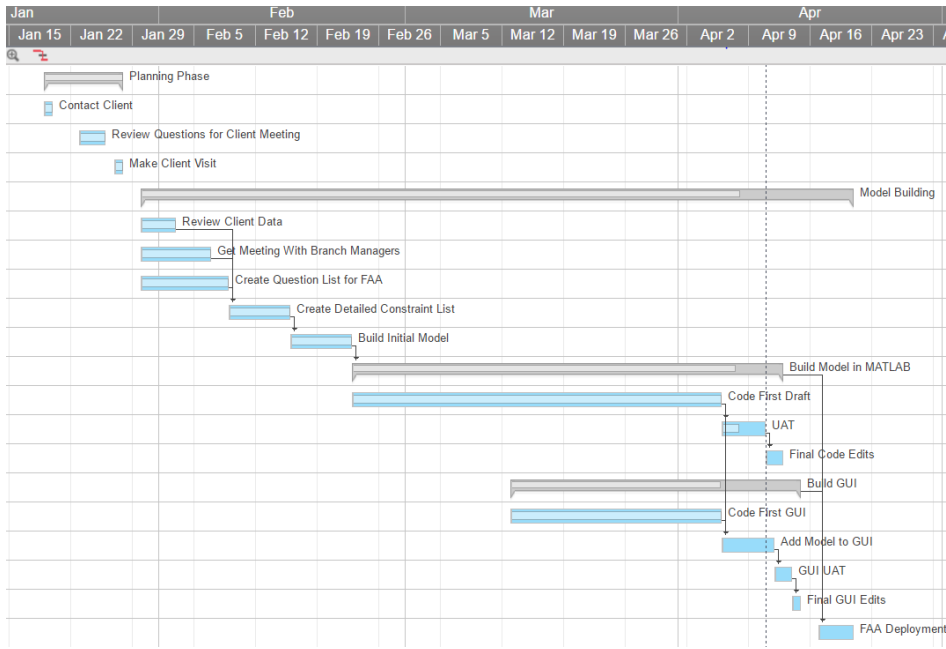 Jan Feb Mar Apr
Jan 15 Jan 22 Jan 29 Feb 5 Feb 12 Feb 19 Feb 26 Mar 5 Mar 12 Mar 19 Mar 26 Apr 2 Apr 9 Apr 16 Apr 23
Planning Phase
Contact Client
Review Questions for Client Meeting
Make Client Visit
Model Building
Review Client Data
Get Meeting With Branch Managers
Create Question List for FAA
Create Detailed Constraint List
Build Initial Model
Build Model in MATLAB
Code First Draft
UAT
Final Code Edits
Build GUI
Code First GUI
Add Model to GUI
GUI UAT
Final GUI Edits
FAA Deployment